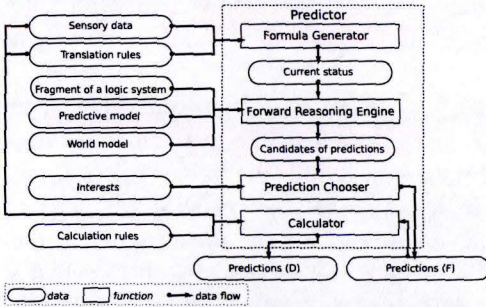 Predictor
Sensory data
Translation rules
Formula Generator
Current status
Fragment of a logic system
Predictive model
World model
Forward Reasoning Engine
Candidates of predictions
Interests
Prediction Chooser
Calculation rules
Calculator
Predictions (D)
Predictions (F)
data
function
data flow